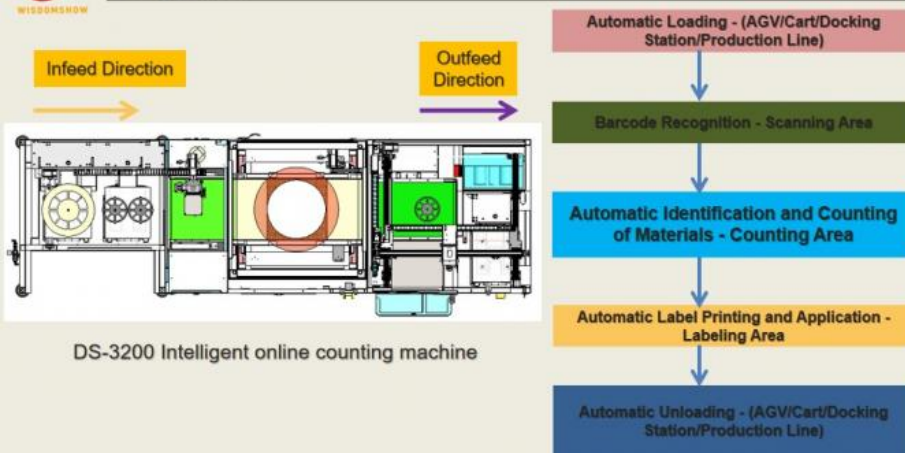 WISDOMSHOW
Infeed Direction
Outfeed
Direction
DS-3200 Intelligent online counting machine
Automatic Loading - (AGV/Cart/Docking
Station/Production Line)
Barcode Recognition - Scanning Area
Automatic Identification and Counting
of Materials - Counting Area
Automatic Label Printing and Application -
Labeling Area
Automatic Unloading - (AGV/Cart/Docking
Station/Production Line)